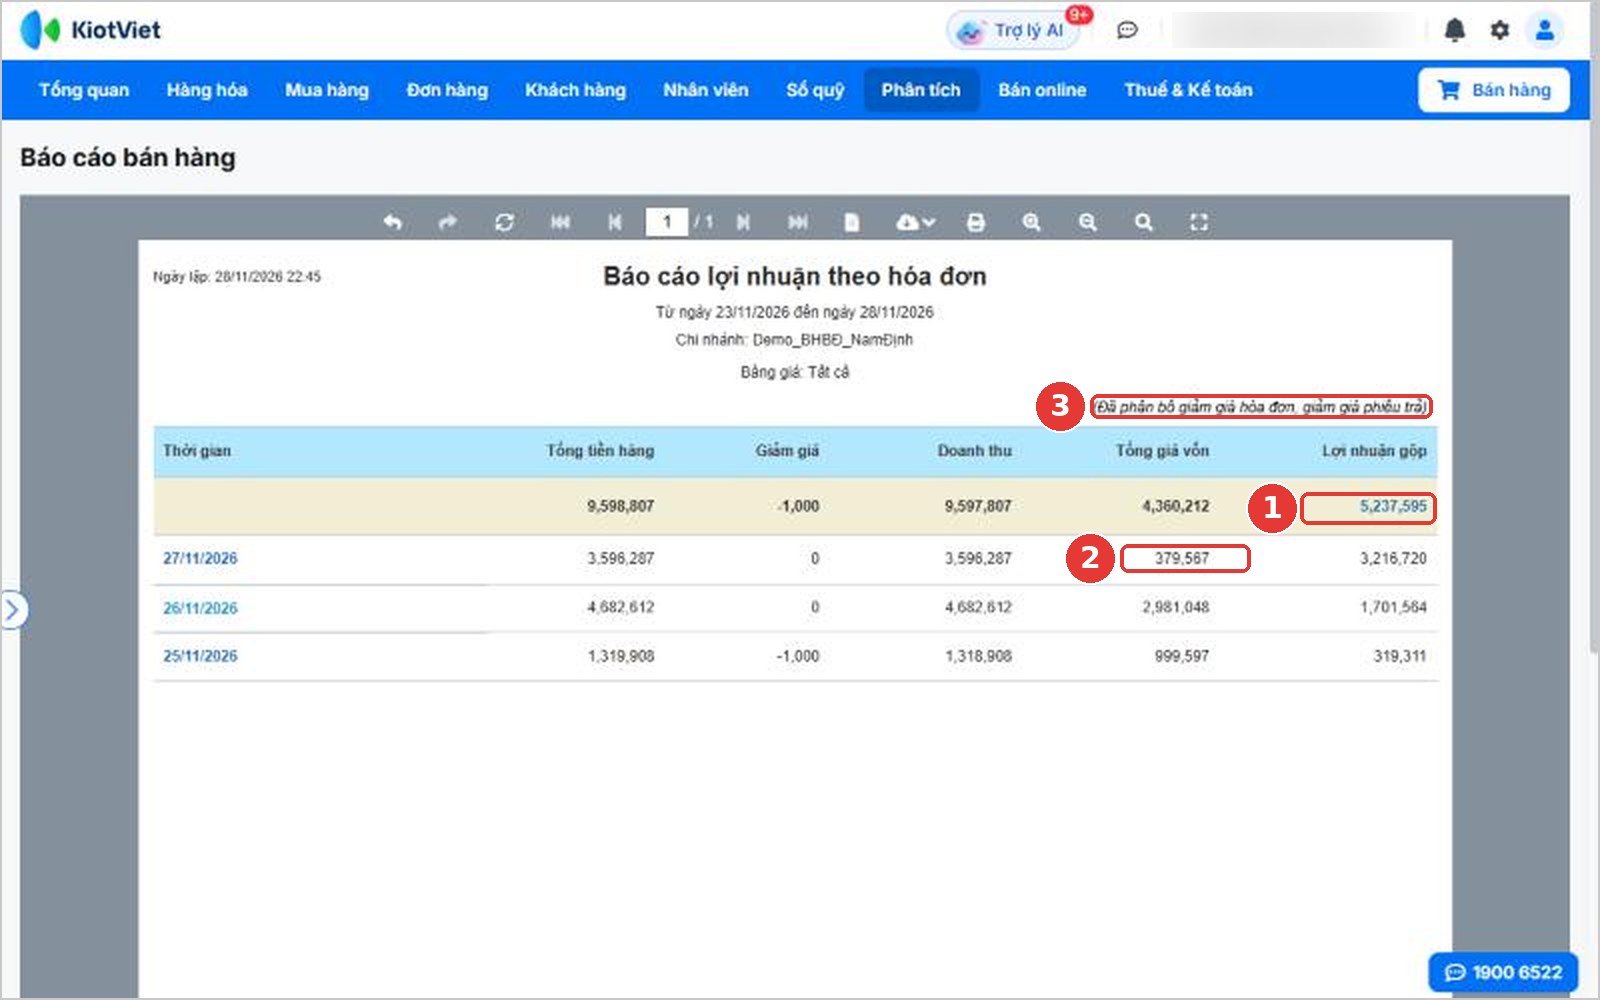 KiotViet
Trợ lý AI
9+
Tổng quan Hàng hóa Mua hàng Đơn hàng Khách hàng Nhân viên Sổ quỹ Phân tích Bán online Thuế & Kế toán Bán hàng
Báo cáo bán hàng
1 / 1
Ngày lập: 28/11/2026 22:45
Báo cáo lợi nhuận theo hóa đơn
Từ ngày 23/11/2026 đến ngày 28/11/2026
Chi nhánh: Demo_BHBĐ_NamĐịnh
Bảng giá: Tất cả
3 (Đã phân bổ giảm giá hóa đơn, giảm giá phiếu trả)
Thời gian Tổng tiền hàng Giảm giá Doanh thu Tổng giá vốn Lợi nhuận gộp
9,598,807 -1,000 9,597,807 4,360,212 1 5,237,595
27/11/2026 3,596,287 0 3,596,287 2 379,567 3,216,720
26/11/2026 4,682,612 0 4,682,612 2,981,048 1,701,564
25/11/2026 1,319,908 -1,000 1,318,908 999,597 319,311
1900 6522